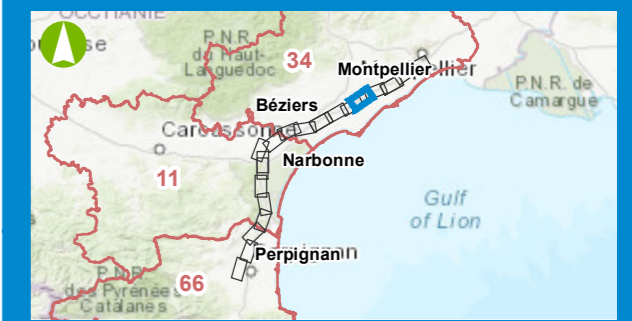 OCCITANIE
P.N.R.
du Haut-
Languedoc
34
Montpellier
P.N.R. de
Camargue
Béziers
Carcassonne
Narbonne
11
Gulf
of Lion
Perpignan
P.N.R.
des Pyrénées
Catalanes
66